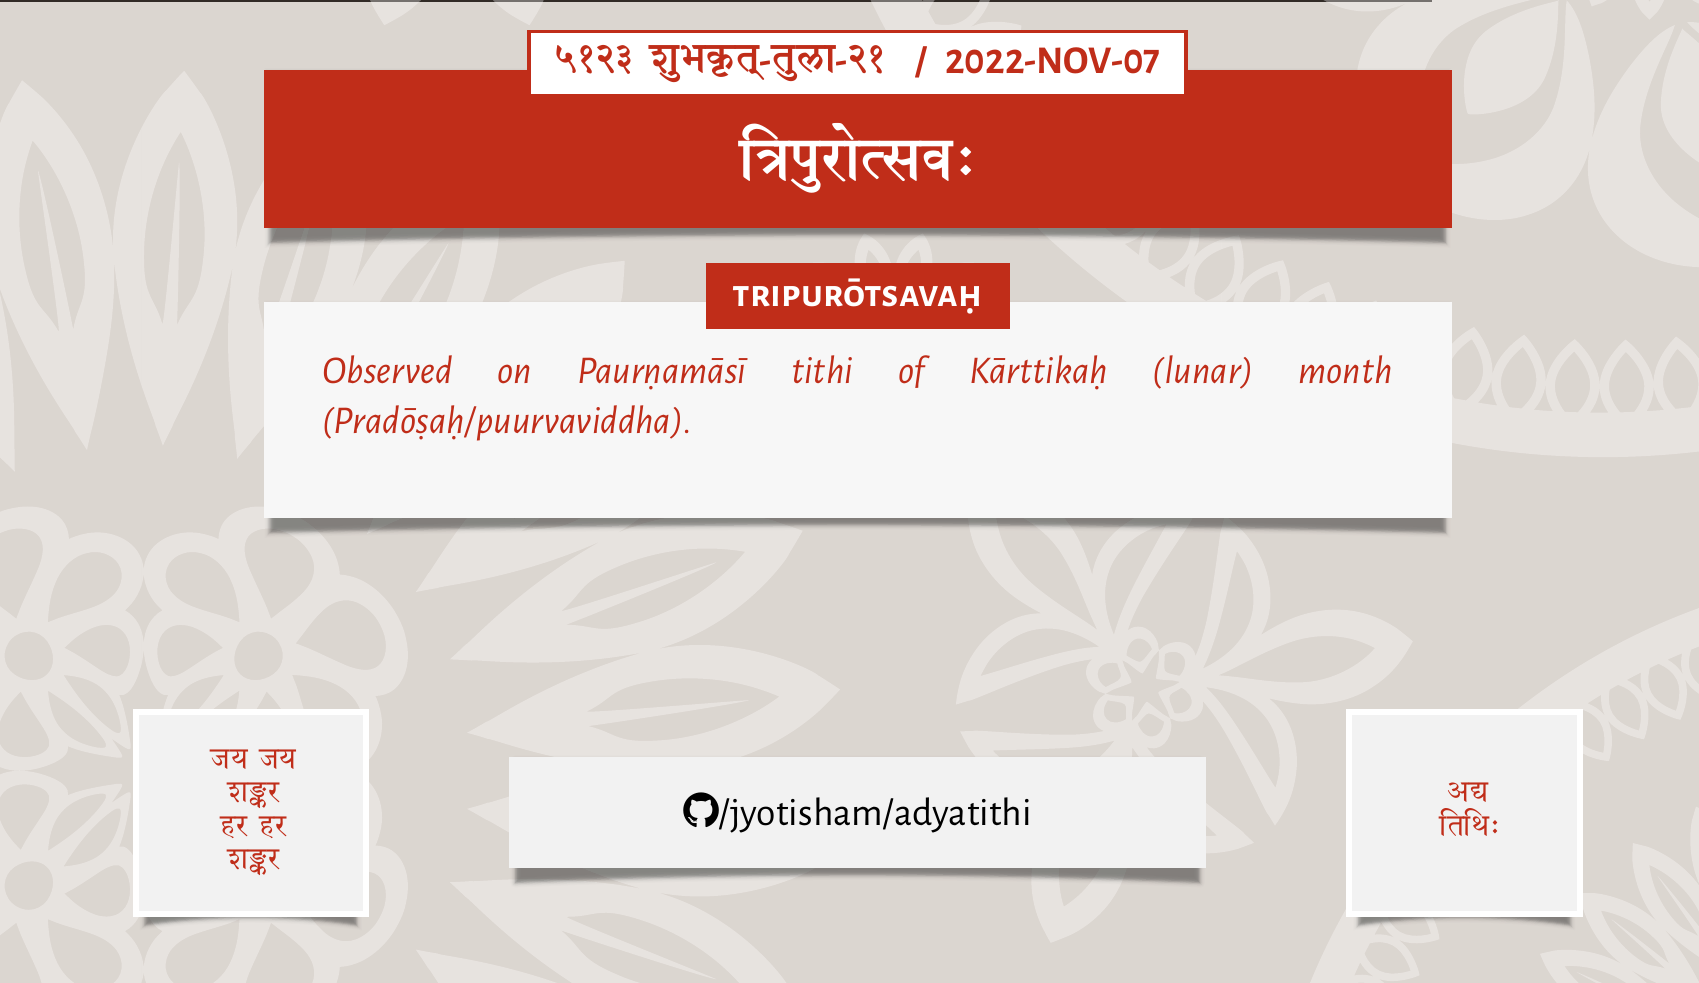 ५१२३ शुभकृत्-तुला-२१ / 2022-NOV-07
त्रिपुरोत्सवः
TRIPURŌTSAVAḤ
Observed on Paurṇamāsī tithi of Kārttikaḥ (lunar) month
(Pradōṣaḥ/puurvaviddha).
जय जय
शङ्कर
हर हर
शङ्कर
/jyotisham/adyatithi
अद्य
तिथिः